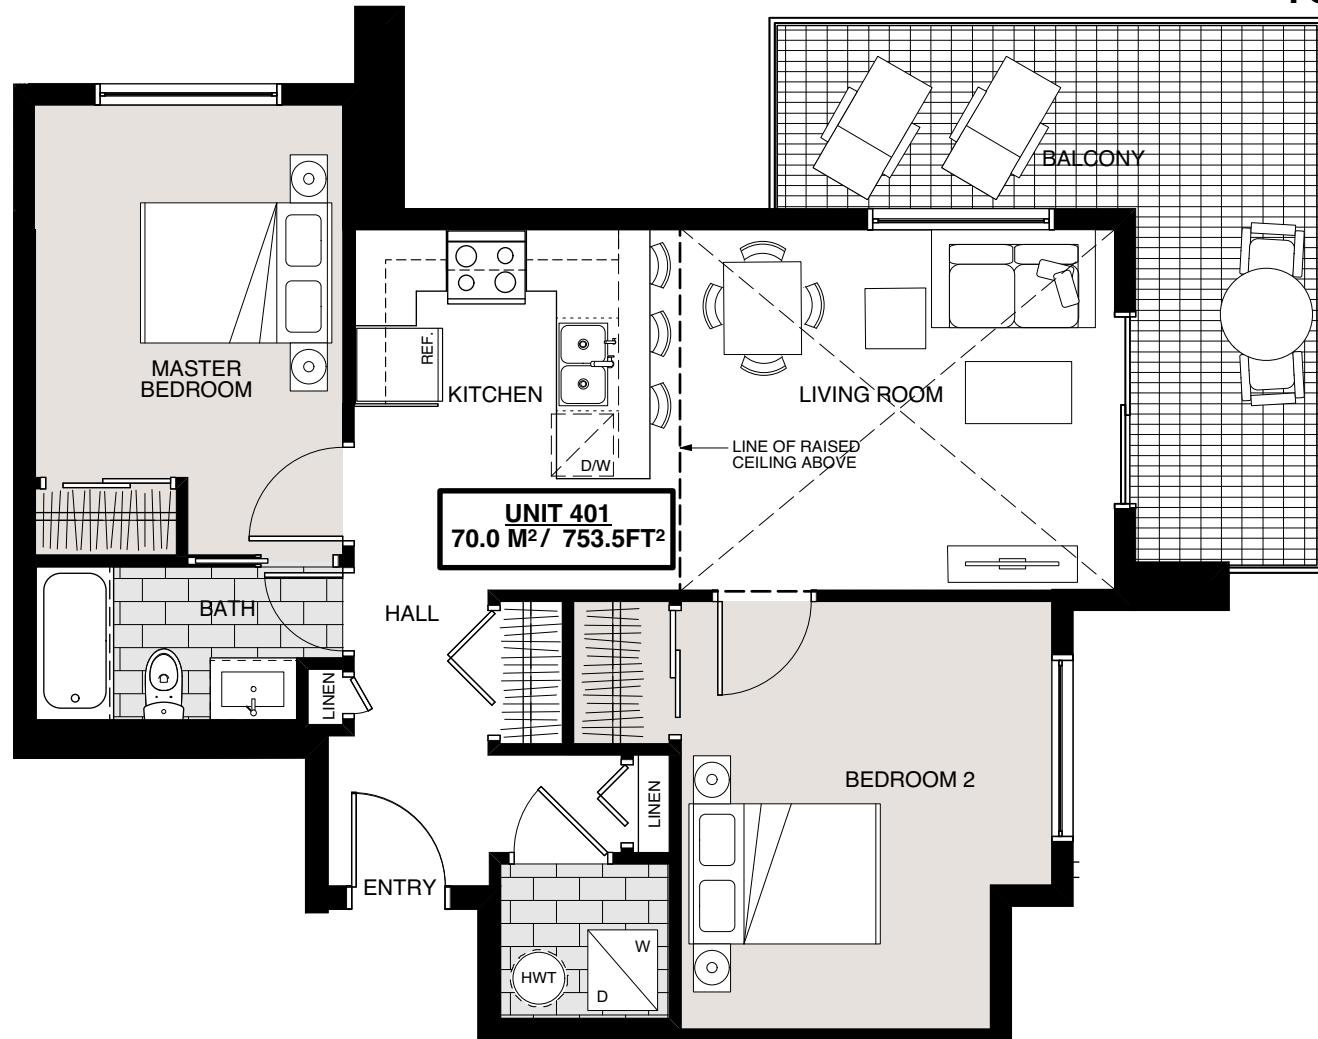 BALCONY
MASTER
BEDROOM
REF.
KITCHEN
LIVING ROOM
LINE OF RAISED
CEILING ABOVE
D/W
UNIT 401
70.0 M² / 753.5FT²
BATH
HALL
LINEN
BEDROOM 2
LINEN
ENTRY
W
HWT
D